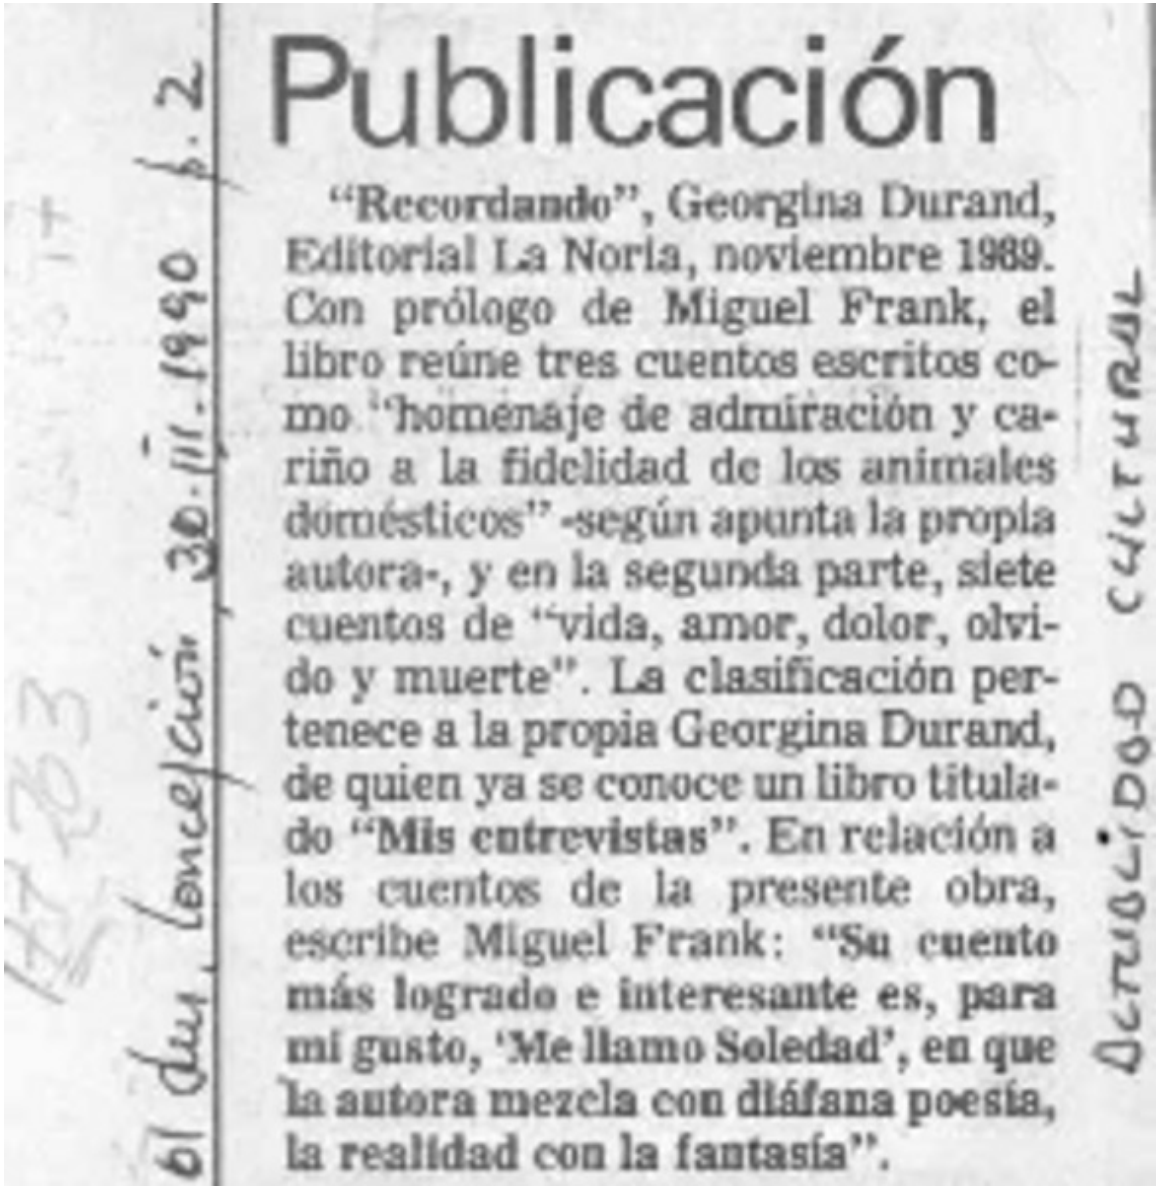 Publicación
“Recordando”, Georgina Durand,
Editorial La Noria, noviembre 1989.
Con prólogo de Miguel Frank, el
libro reúne tres cuentos escritos co-
mo “homenaje de admiración y ca-
riño a la fidelidad de los animales
domésticos” -según apunta la propia
autora-, y en la segunda parte, siete
cuentos de “vida, amor, dolor, olvi-
do y muerte”. La clasificación per-
tenece a la propia Georgina Durand,
de quien ya se conoce un libro titula-
do “Mis entrevistas”. En relación a
los cuentos de la presente obra,
escribe Miguel Frank: “Su cuento
más logrado e interesante es, para
mi gusto, ‘Me llamo Soledad’, en que
la autora mezcla con diáfana poesía,
la realidad con la fantasía”.
Concepción 30.III.1990 p. 2
ACTUALIDAD CULTURAL